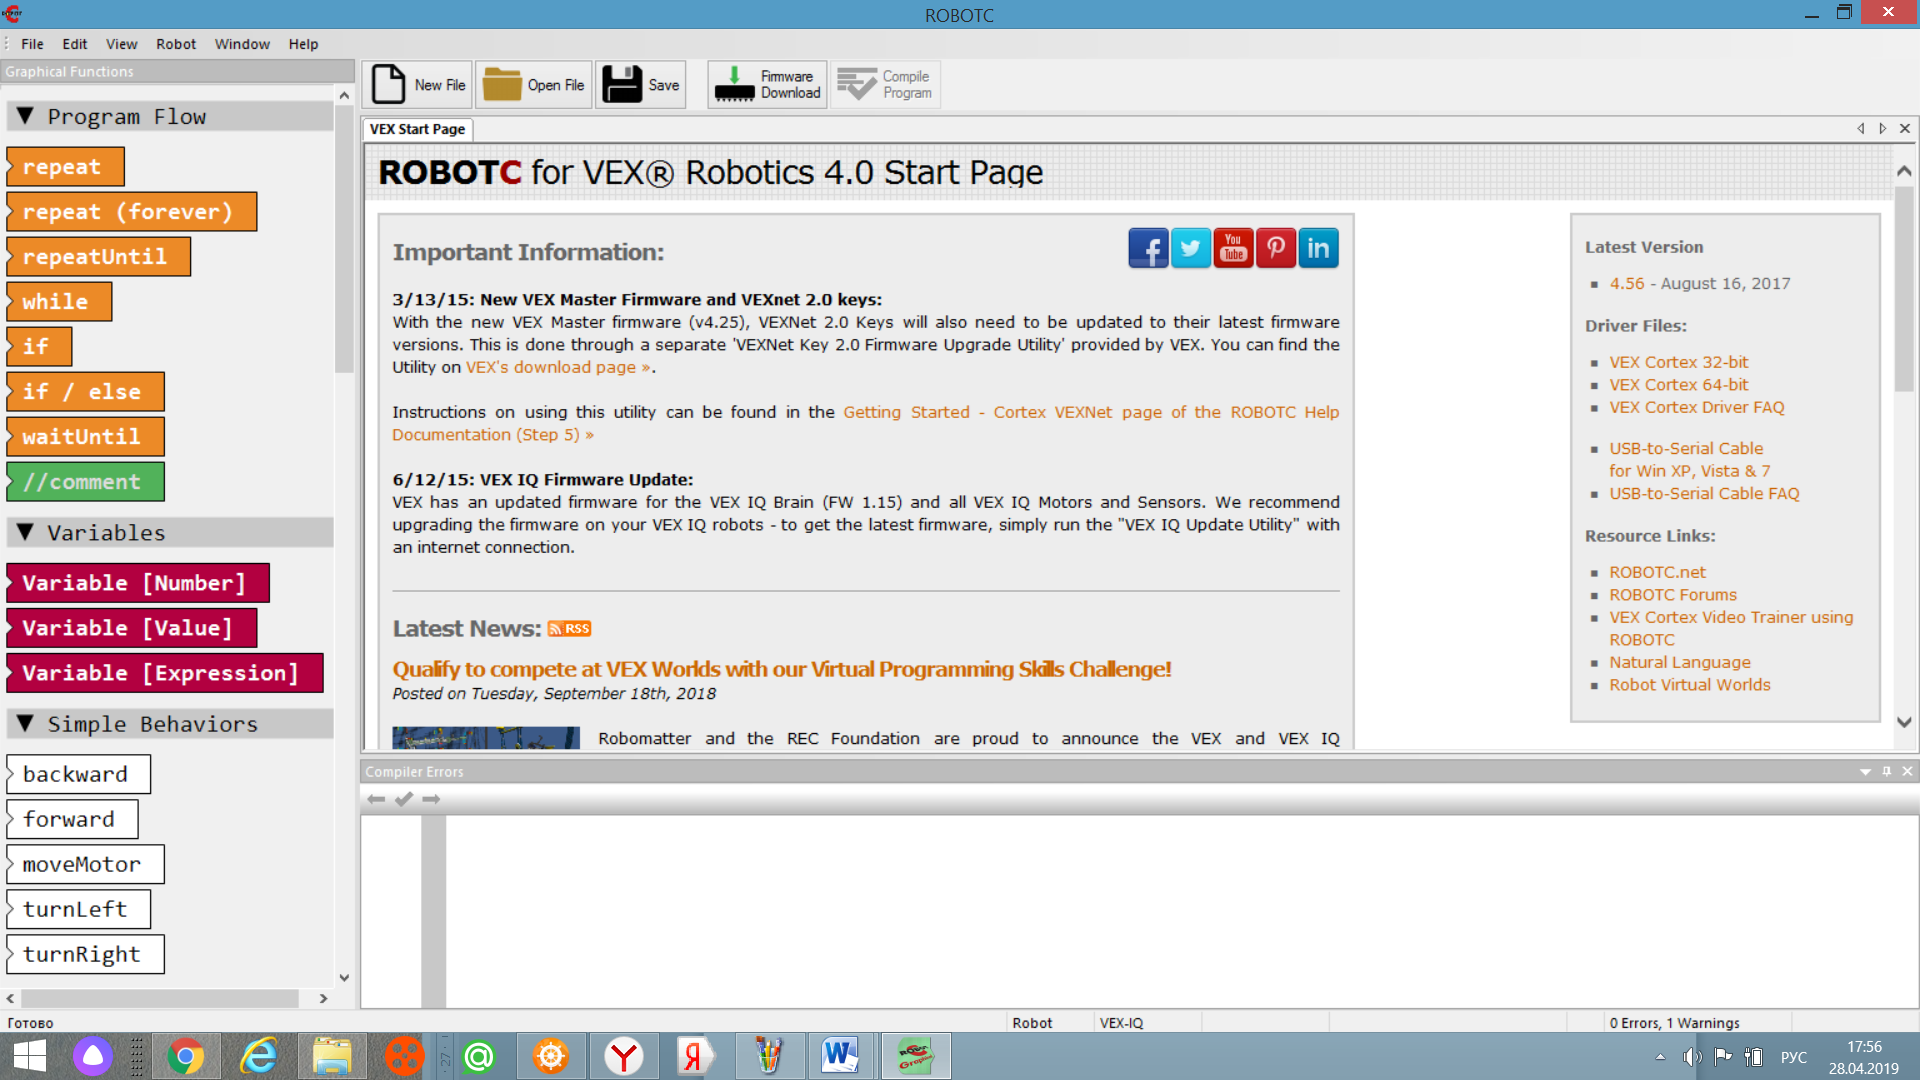 ROBOTC
File Edit View Robot Window Help
Graphical Functions
Program Flow
repeat
repeat (forever)
repeatUntil
while
if
if / else
waitUntil
//comment
Variables
Variable [Number]
Variable [Value]
Variable [Expression]
Simple Behaviors
backward
forward
moveMotor
turnLeft
turnRight
New File
Open File
Save
Firmware
Download
Compile
Program
VEX Start Page
ROBOTC for VEX® Robotics 4.0 Start Page
Important Information:
You
Tube
in
3/13/15: New VEX Master Firmware and VEXnet 2.0 keys:
With the new VEX Master firmware (v4.25), VEXNet 2.0 Keys will also need to be updated to their latest firmware
versions. This is done through a separate 'VEXNet Key 2.0 Firmware Upgrade Utility' provided by VEX. You can find the
Utility on VEX's download page ».
Instructions on using this utility can be found in the Getting Started - Cortex VEXNet page of the ROBOTC Help
Documentation (Step 5) »
6/12/15: VEX IQ Firmware Update:
VEX has an updated firmware for the VEX IQ Brain (FW 1.15) and all VEX IQ Motors and Sensors. We recommend
upgrading the firmware on your VEX IQ robots - to get the latest firmware, simply run the "VEX IQ Update Utility" with
an internet connection.
Latest News: RSS
Qualify to compete at VEX Worlds with our Virtual Programming Skills Challenge!
Posted on Tuesday, September 18th, 2018
Robomatter and the REC Foundation are proud to announce the VEX and VEX IQ
Latest Version
4.56 - August 16, 2017
Driver Files:
VEX Cortex 32-bit
VEX Cortex 64-bit
VEX Cortex Driver FAQ
USB-to-Serial Cable
for Win XP, Vista & 7
USB-to-Serial Cable FAQ
Resource Links:
ROBOTC.net
ROBOTC Forums
VEX Cortex Video Trainer using
ROBOTC
Natural Language
Robot Virtual Worlds
Compiler Errors
Готово
Robot
VEX-IQ
0 Errors, 1 Warnings
27
РУС
17:56
28.04.2019